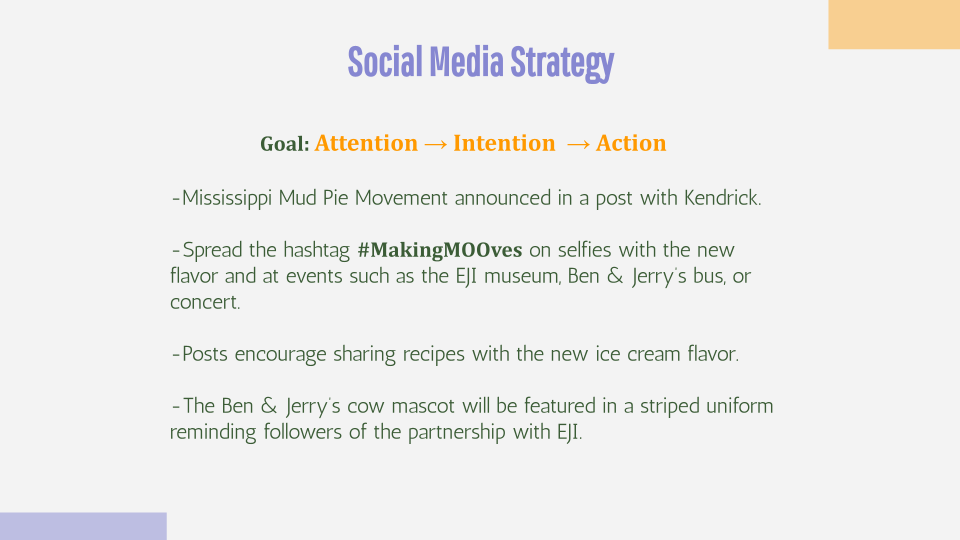 Social Media Strategy
Goal: Attention → Intention → Action
-Mississippi Mud Pie Movement announced in a post with Kendrick.
-Spread the hashtag #MakingMOOves on selfies with the new
flavor and at events such as the EJI museum, Ben & Jerry's bus, or
concert.
-Posts encourage sharing recipes with the new ice cream flavor.
-The Ben & Jerry's cow mascot will be featured in a striped uniform
reminding followers of the partnership with EJI.